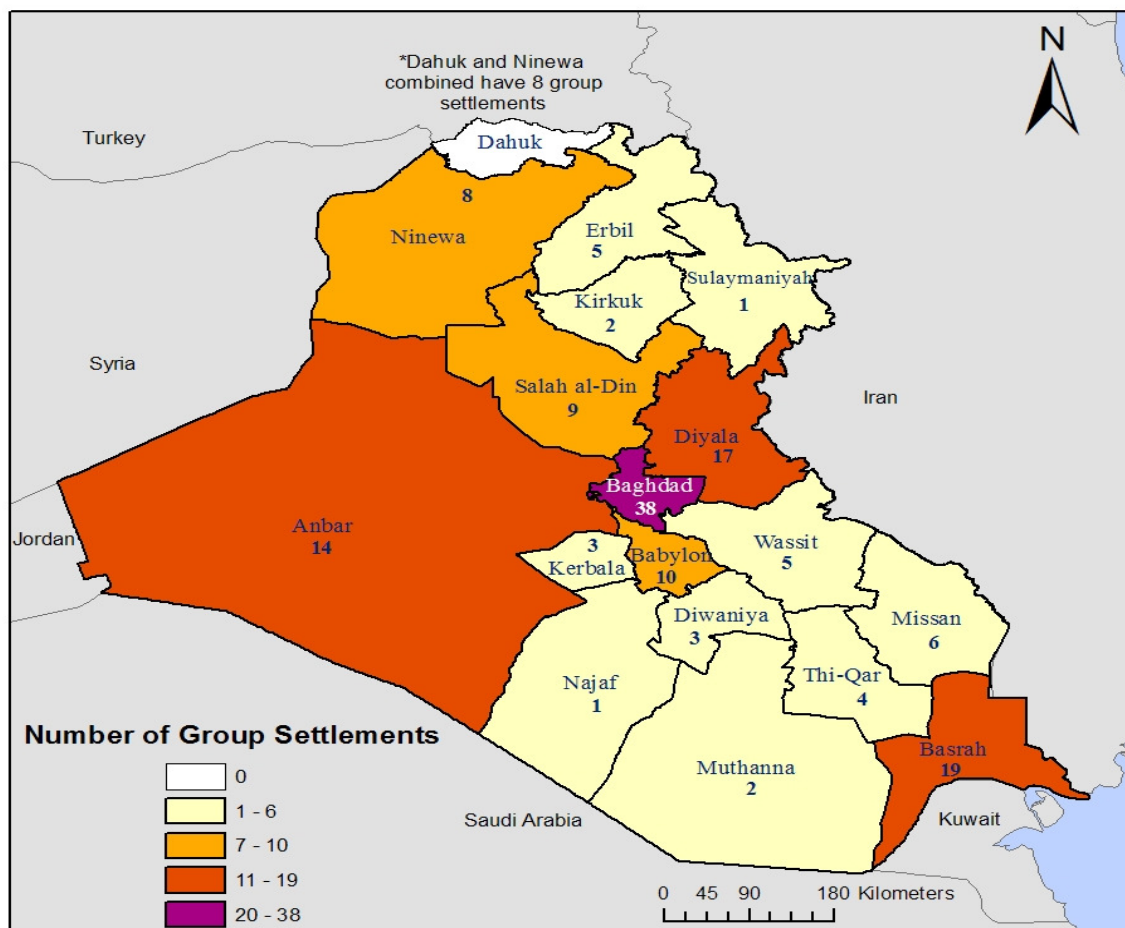 *Dahuk and Ninewa
combined have 8 group
settlements
N
Turkey
Dahuk
8
Ninewa
Erbil
5
Sulaymaniyah
1
Kirkuk
2
Syria
Salah al-Din
9
Iran
Diyala
17
Baghdad
38
Anbar
14
Jordan
3
Kerbala
Babylon
10
Wassit
5
Diwaniya
3
Missan
6
Najaf
1
Thi-Qar
4
Muthanna
2
Basrah
19
Saudi Arabia
Kuwait
Number of Group Settlements
0
1 - 6
7 - 10
11 - 19
20 - 38
0 45 90 180 Kilometers